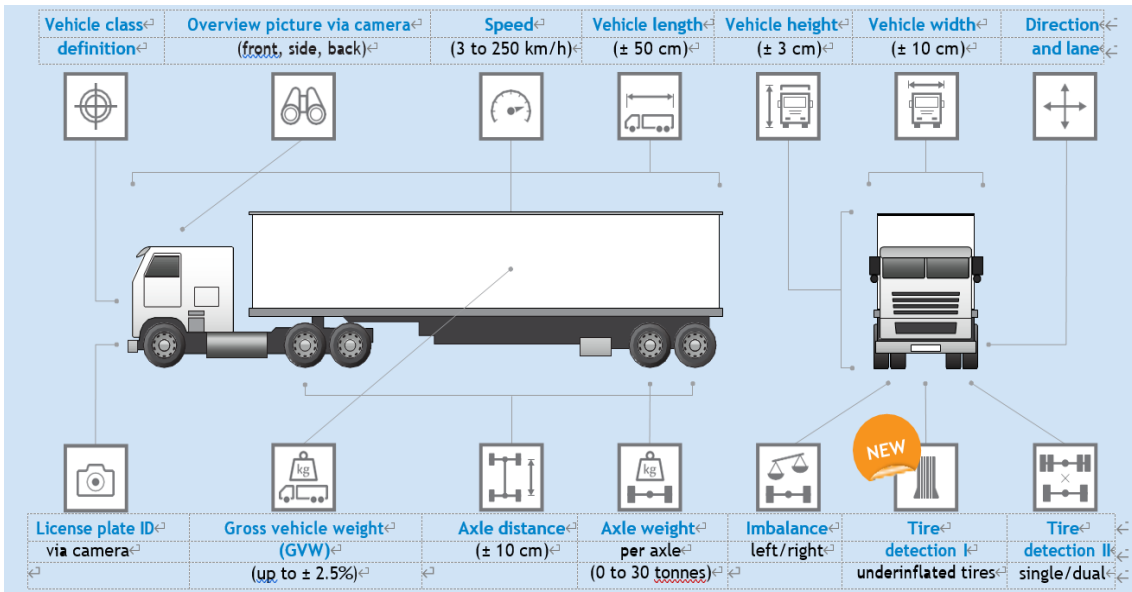 Vehicle class
definition
Overview picture via camera
(front, side, back)
Speed
(3 to 250 km/h)
Vehicle length
(± 50 cm)
Vehicle height
(± 3 cm)
Vehicle width
(± 10 cm)
Direction
and lane
NEW
kg
kg
License plate ID
via camera
Gross vehicle weight
(GVW)
(up to ± 2.5%)
Axle distance
(± 10 cm)
Axle weight
per axle
(0 to 30 tonnes)
Imbalance
left/right
Tire
detection I
underinflated tires
Tire
detection II
single/dual